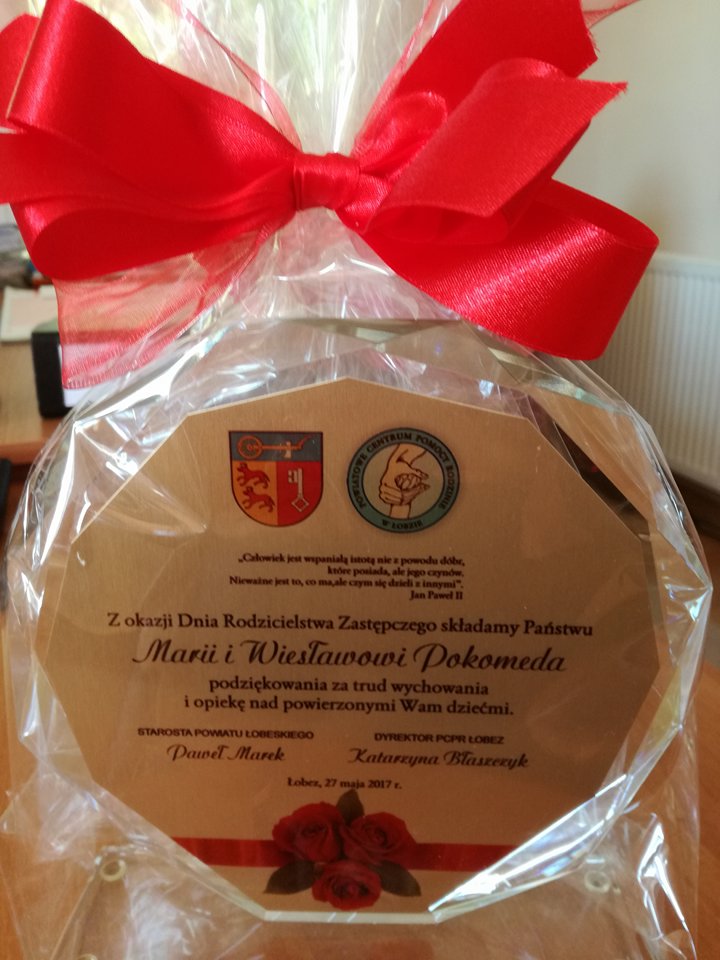 POWIATOWE CENTRUM POMOCY RODZINIE
W ŁOBZIE
„Człowiek jest wspaniałą istotą nie z powodu dóbr,
które posiada, ale jego czynów.
Nieważne jest to, co ma,ale czym się dzieli z innymi”.
Jan Paweł II
Z okazji Dnia Rodzicielstwa Zastępczego składamy Państwu
Marii i Wiesławowi Pokomeda
podziękowania za trud wychowania
i opiekę nad powierzonymi Wam dziećmi.
STAROSTA POWIATU ŁOBESKIEGO
Paweł Marek
DYREKTOR PCPR ŁOBEZ
Katarzyna Błaszczyk
Łobez, 27 maja 2017 r.